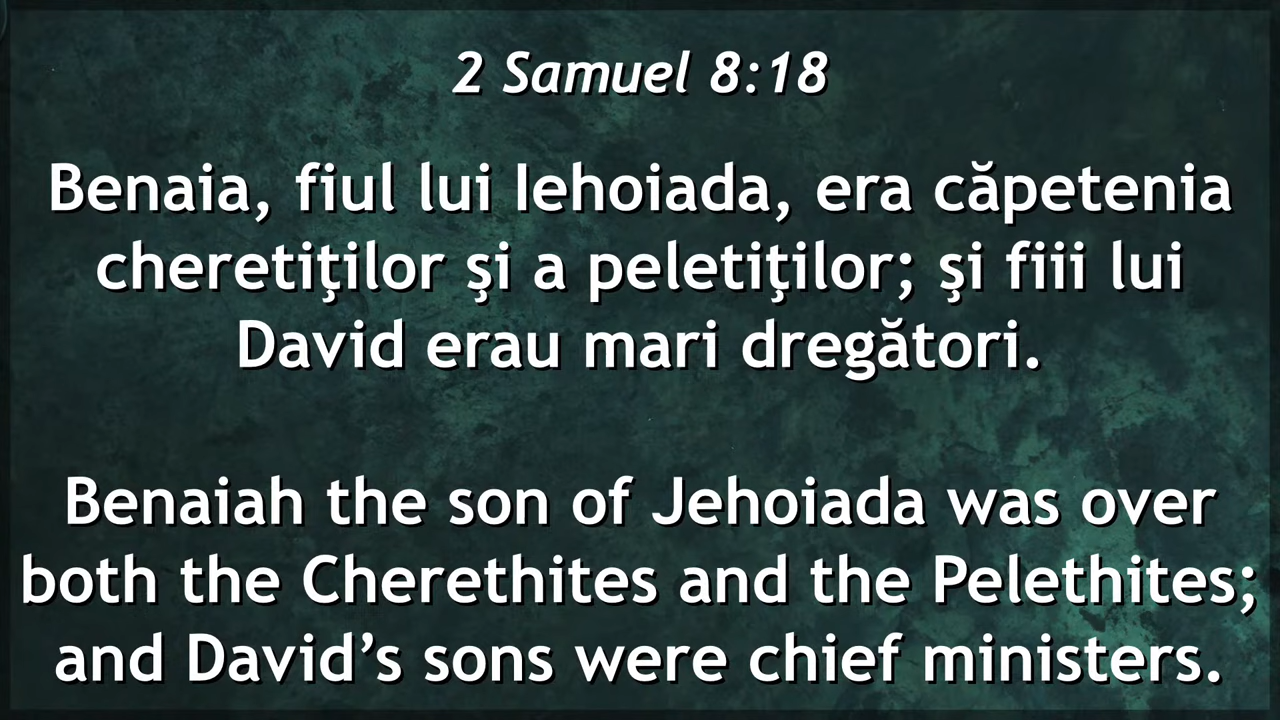 2 Samuel 8:18
Benaia, fiul lui Iehoiada, era căpetenia
cheretiţilor şi a peletiţilor; şi fiii lui
David erau mari dregători.
Benaiah the son of Jehoiada was over
both the Cherethites and the Pelethites;
and David’s sons were chief ministers.